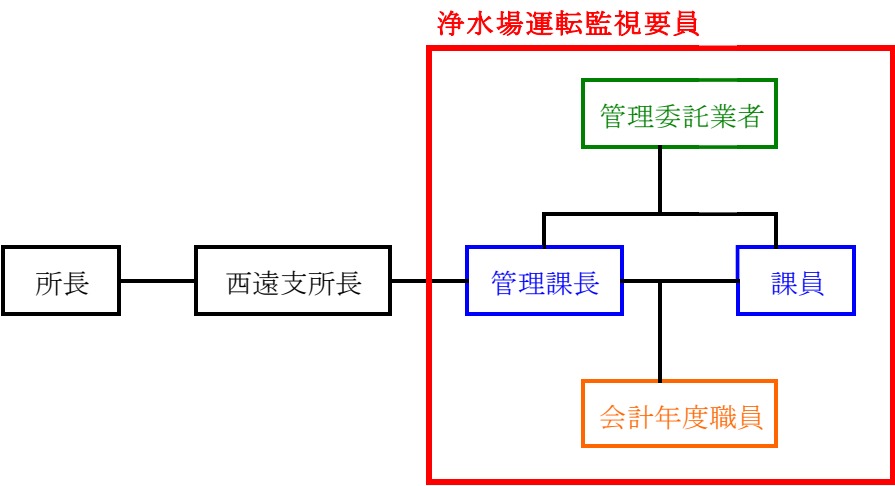 浄水場運転監視要員
管理委託業者
所長
西遠支所長
管理課長
課員
会計年度職員